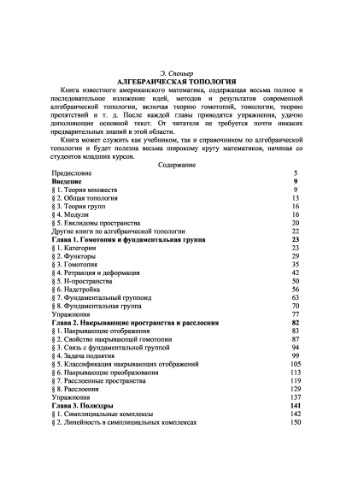 Э. Спеньер
АЛГЕБРАИЧЕСКАЯ ТОПОЛОГИЯ
Книга известного американского математика, содержащая весьма полное и
последовательное изложение идей, методов и результатов современной
алгебраической топологии, включая теорию гомотопий, гомологии, теорию
препятствий и т. д. После каждой главы приводятся упражнения, удачно
дополняющие основной текст. От читателя не требуется почти никаких
предварительных знаний в этой области.
Книга может служить как учебником, так и справочником по алгебраической
топологии и будет полезна весьма широкому кругу математиков, начиная со
студентов младших курсов.
Содержание
Предисловие 5
Введение 9
§ 1. Теория множеств 9
§ 2. Общая топология 13
§ 3. Теория групп 16
§ 4. Модули 16
§ 5. Евклидовы пространства 20
Другие книги по алгебраической топологии 22
Глава 1. Гомотопия и фундаментальная группа 23
§ 1. Категории 23
§ 2. Функторы 29
§ 3. Гомотопия 35
§ 4. Ретракция и деформация 42
§ 5. Н-пространства 50
§ 6. Надстройка 56
§ 7. Фундаментальный группоид 63
§ 8. Фундаментальная группа 70
Упражнения 77
Глава 2. Накрывающие пространства и расслоения 82
§ 1. Накрывающие отображения 83
§ 2. Свойство накрывающей гомотопии 87
§ 3. Связь с фундаментальной группой 94
§ 4. Задача поднятия 99
§ 5. Классификация накрывающих отображений 105
§ 6. Накрывающие преобразования 113
§ 7. Расслоенные пространства 119
§ 8. Расслоения 129
Упражнения 137
Глава 3. Полиэдры 141
§ 1. Симплициальные комплексы 142
§ 2. Линейность в симплициальных комплексах 150